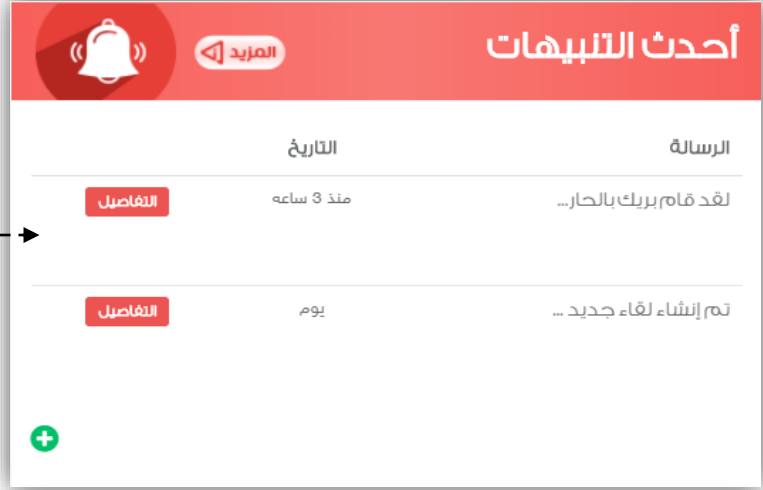 أحدث التنبيهات
المزيد
الرسالة التاريخ
لقد قام بريك بالحار... منذ 3 ساعه التفاصيل
تم إنشاء لقاء جديد ... يوم التفاصيل